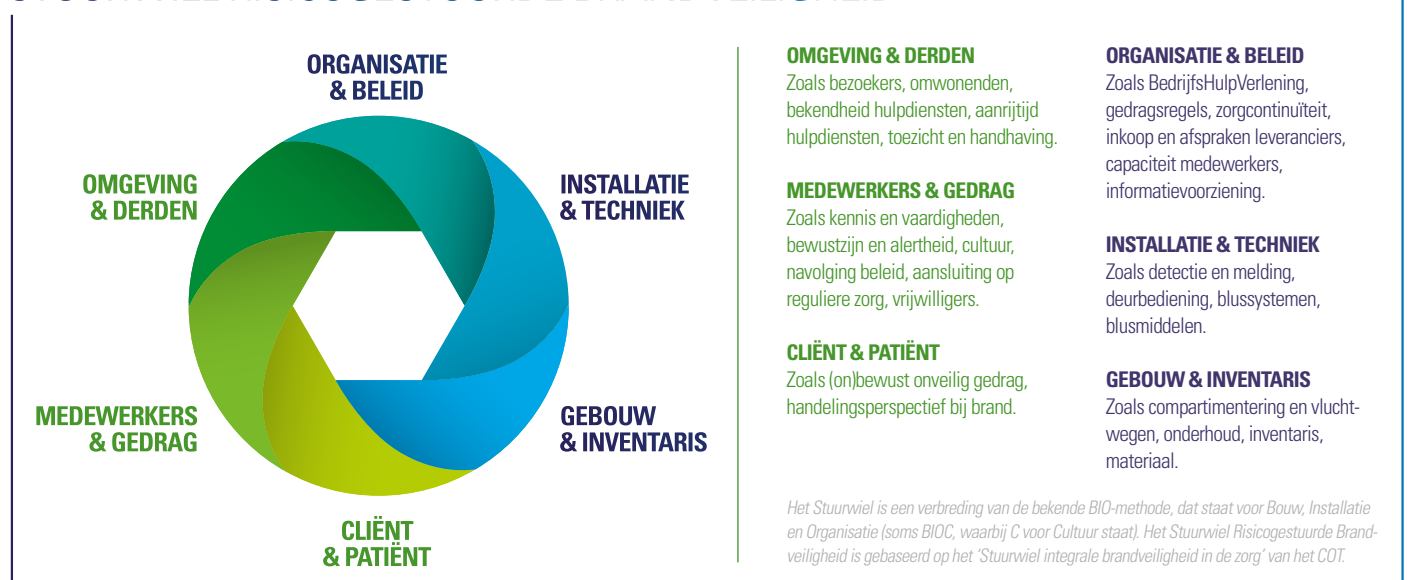 ORGANISATIE
& BELEID
OMGEVING
& DERDEN
INSTALLATIE
& TECHNIEK
MEDEWERKERS
& GEDRAG
GEBOUW
& INVENTARIS
CLIËNT
& PATIËNT
OMGEVING & DERDEN
Zoals bezoekers, omwonenden,
bekendheid hulpdiensten, aanrijtijd
hulpdiensten, toezicht en handhaving.
MEDEWERKERS & GEDRAG
Zoals kennis en vaardigheden,
bewustzijn en alertheid, cultuur,
navolging beleid, aansluiting op
reguliere zorg, vrijwilligers.
CLIËNT & PATIËNT
Zoals (on)bewust onveilig gedrag,
handelingsperspectief bij brand.
ORGANISATIE & BELEID
Zoals BedrijfsHulpVerlening,
gedragsregels, zorgcontinuïteit,
inkoop en afspraken leveranciers,
capaciteit medewerkers,
informatievoorziening.
INSTALLATIE & TECHNIEK
Zoals detectie en melding,
deurbediening, blussystemen,
blusmiddelen.
GEBOUW & INVENTARIS
Zoals compartimentering en vlucht-
wegen, onderhoud, inventaris,
materiaal.
Het Stuurwiel is een verbreding van de bekende BIO-methode, dat staat voor Bouw, Installatie
en Organisatie (soms BIOC, waarbij C voor Cultuur staat). Het Stuurwiel Risicogestuurde Brand-
veiligheid is gebaseerd op het ‘Stuurwiel integrale brandveiligheid in de zorg’ van het COT.